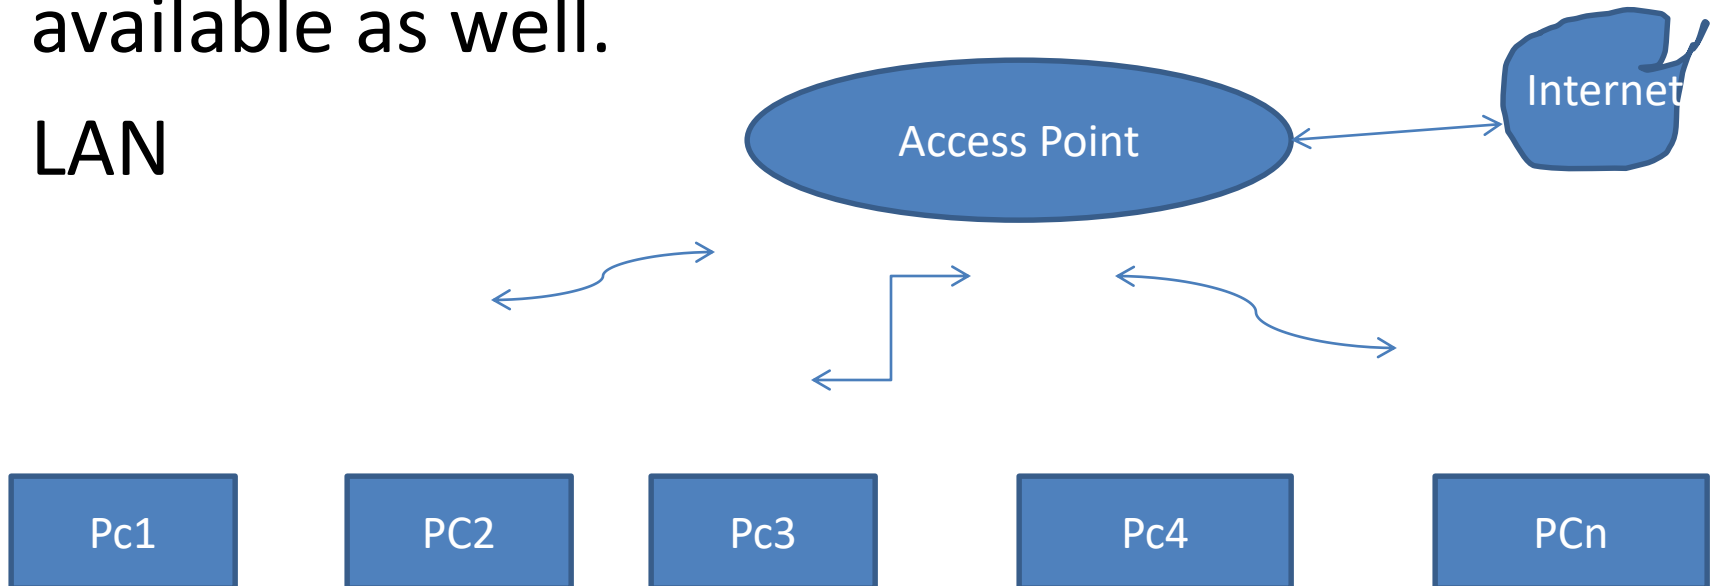 available as well.
LAN
Access Point
Internet
Pc1
PC2
Pc3
Pc4
PCn